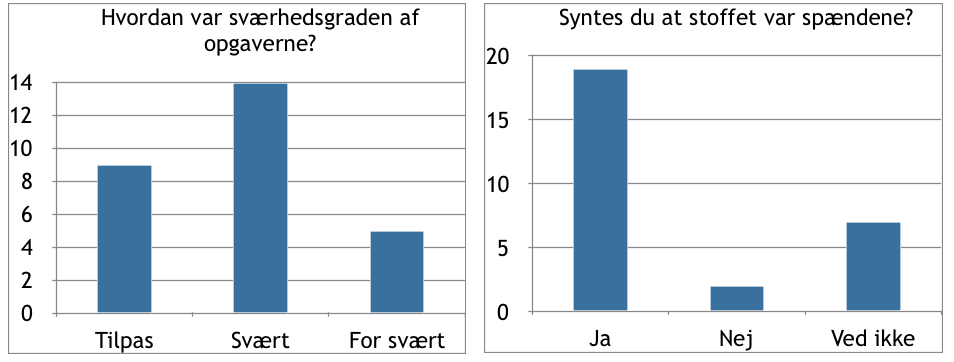 Hvordan var sværhedsgraden af
opgaverne?
14
12
10
8
6
4
2
0
Tilpas Svært For svært
Syntes du at stoffet var spændene?
20
15
10
5
0
Ja Nej Ved ikke